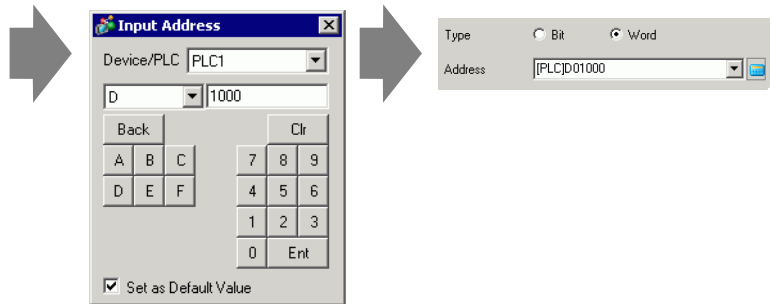 Input Address
Device/PLC PLC1
D 1000
Back Clr
A B C 7 8 9
D E F 4 5 6
1 2 3
0 Ent
Set as Default Value
Type Bit Word
Address [PLC]D01000